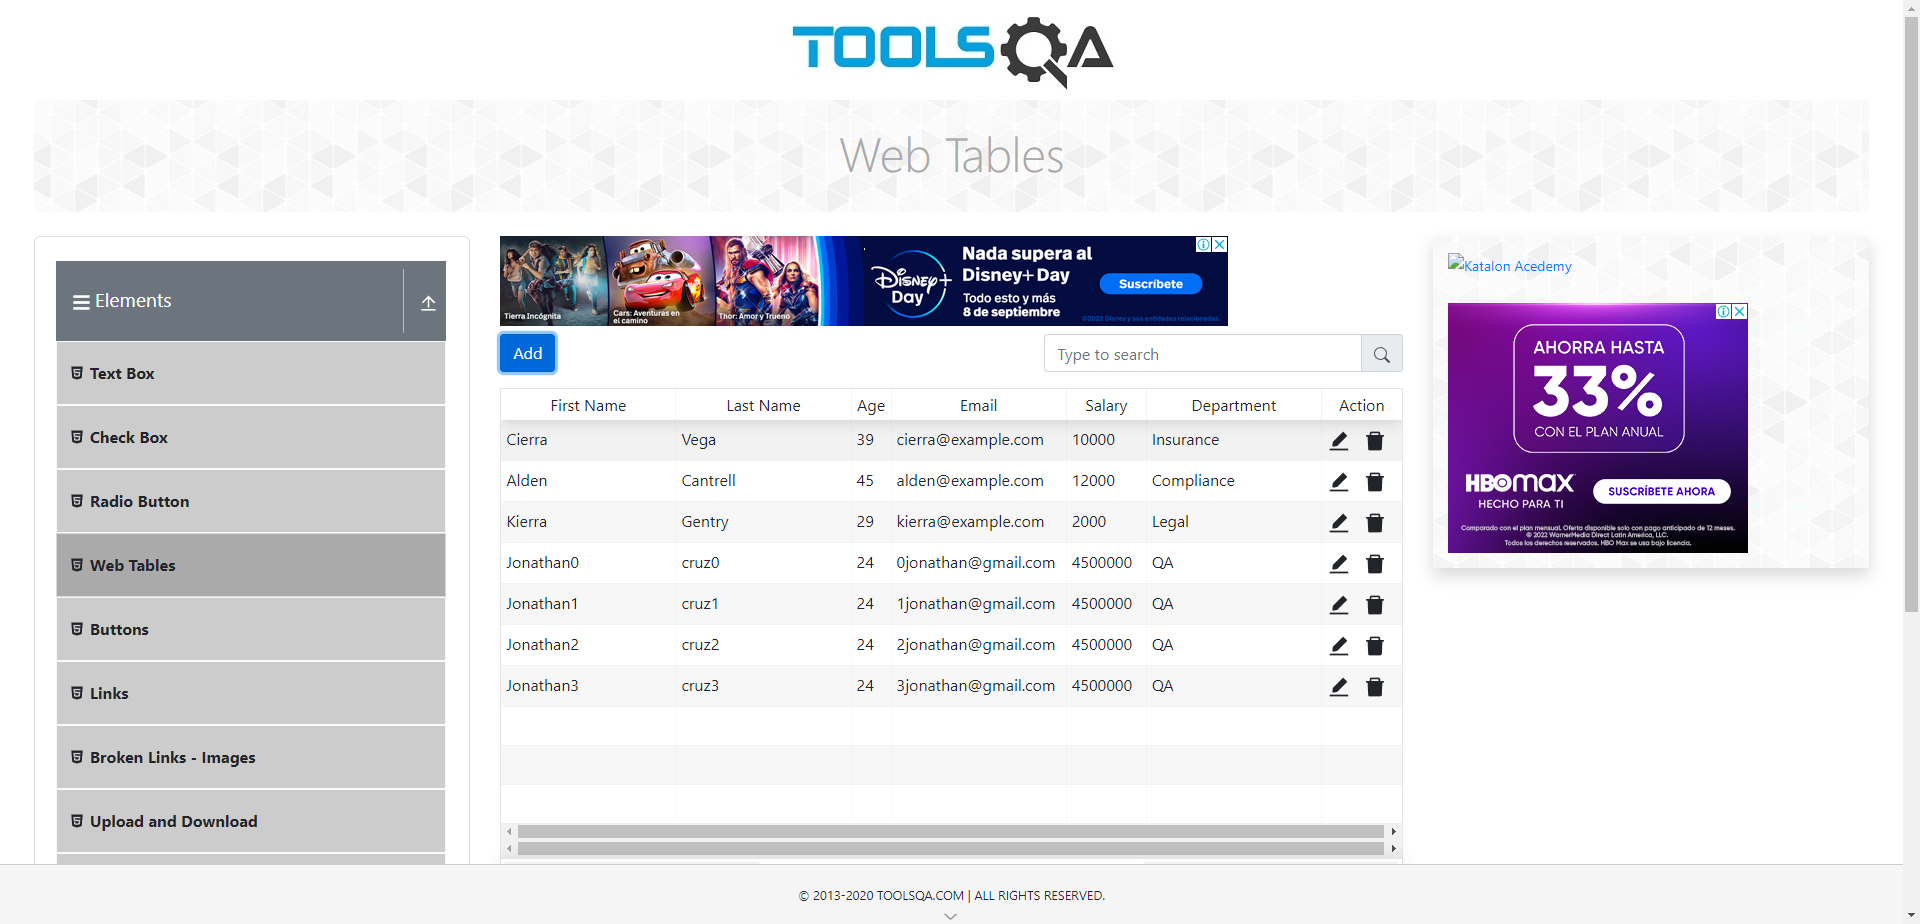 TOOLSQA
Web Tables
Elements
Text Box
Check Box
Radio Button
Web Tables
Buttons
Links
Broken Links - Images
Upload and Download
Tierra Incógnita
Cars: Aventuras en
el camino
Thor: Amor y Trueno
Disney+
Day
Nada supera al
Disney+ Day
Todo esto y más
8 de septiembre
Suscríbete
©2022 Disney y sus entidades relacionadas.
Add
Type to search
First Name Last Name Age Email Salary Department Action
Cierra Vega 39 cierra@example.com 10000 Insurance
Alden Cantrell 45 alden@example.com 12000 Compliance
Kierra Gentry 29 kierra@example.com 2000 Legal
Jonathan0 cruz0 24 0jonathan@gmail.com 4500000 QA
Jonathan1 cruz1 24 1jonathan@gmail.com 4500000 QA
Jonathan2 cruz2 24 2jonathan@gmail.com 4500000 QA
Jonathan3 cruz3 24 3jonathan@gmail.com 4500000 QA
Katalon Acedemy
AHORRA HASTA
33%
CON EL PLAN ANUAL
HBOMAX
HECHO PARA TI
SUSCRÍBETE AHORA
Comparado con el plan mensual. Oferta disponible solo con pago anticipado de 12 meses.
© 2022 WarnerMedia Direct Latin America, LLC.
Todos los derechos reservados. HBO Max se usa bajo licencia.
© 2013-2020 TOOLSQA.COM | ALL RIGHTS RESERVED.